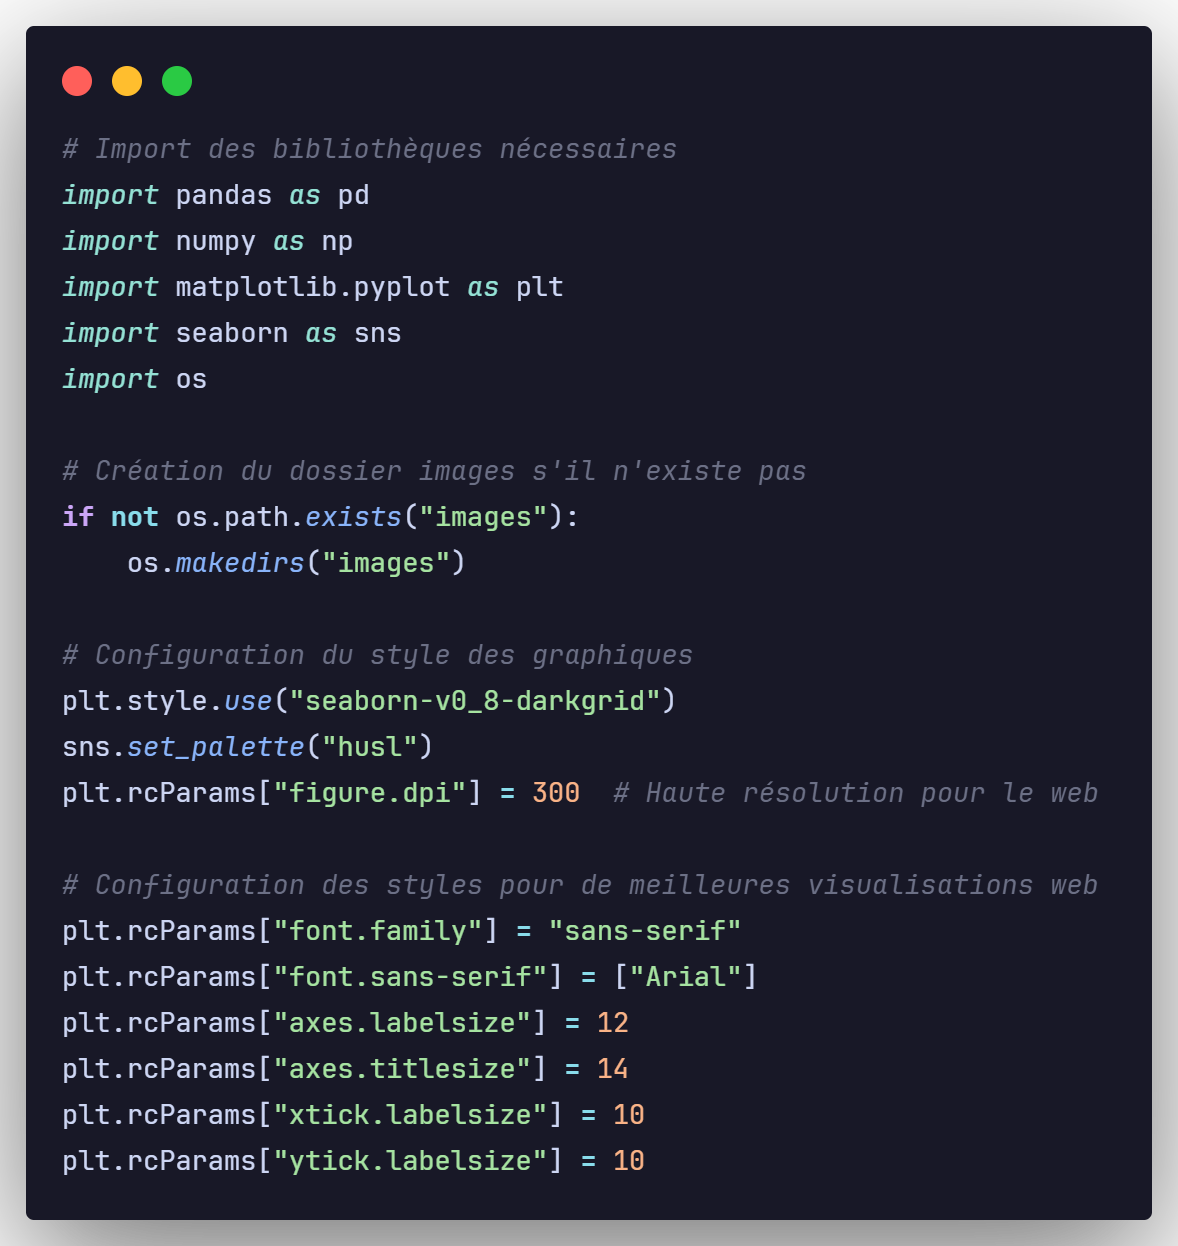 # Import des bibliothèques nécessaires
import pandas as pd
import numpy as np
import matplotlib.pyplot as plt
import seaborn as sns
import os

# Création du dossier images s'il n'existe pas
if not os.path.exists("images"):
    os.makedirs("images")

# Configuration du style des graphiques
plt.style.use("seaborn-v0_8-darkgrid")
sns.set_palette("husl")
plt.rcParams["figure.dpi"] = 300  # Haute résolution pour le web

# Configuration des styles pour de meilleures visualisations web
plt.rcParams["font.family"] = "sans-serif"
plt.rcParams["font.sans-serif"] = ["Arial"]
plt.rcParams["axes.labelsize"] = 12
plt.rcParams["axes.titlesize"] = 14
plt.rcParams["xtick.labelsize"] = 10
plt.rcParams["ytick.labelsize"] = 10